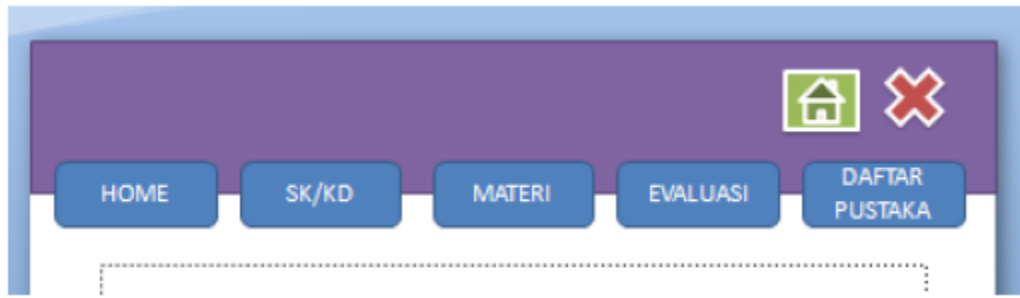 HOME
SK/KD
MATERI
EVALUASI
DAFTAR
PUSTAKA